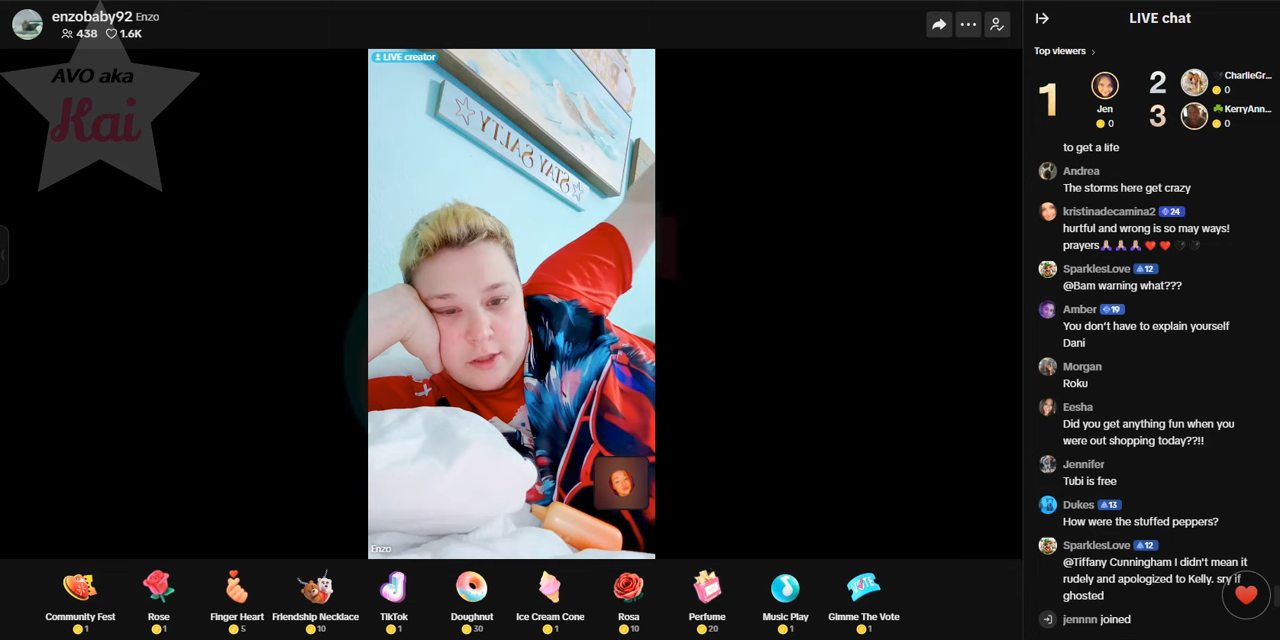 enzobaby92 Enzo
438 1.6K
AVO aka
Kai
LIVE creator
STAY SALTY
Enzo
Community Fest
1
Rose
1
Finger Heart
5
Friendship Necklace
10
TikTok
1
Doughnut
30
Ice Cream Cone
1
Rosa
10
Perfume
20
Music Play
1
VOTE
Gimme The Vote
1
LIVE chat
Top viewers
1
Jen
0
2
CharlieGr...
0
3
KerryAnn...
0
to get a life
Andrea
The storms here get crazy
kristinadecamina2 24
hurtful and wrong is so may ways!
prayers🙏🙏🙏❤️❤️🖤🖤
SparklesLove 12
@Bam warning what???
Amber 19
You don't have to explain yourself
Dani
Morgan
Roku
Eesha
Did you get anything fun when you
were out shopping today??!!
Jennifer
Tubi is free
Dukes 13
How were the stuffed peppers?
SparklesLove 12
@Tiffany Cunningham I didn't mean it
rudely and apologized to Kelly. sry if
ghosted
jennnn joined